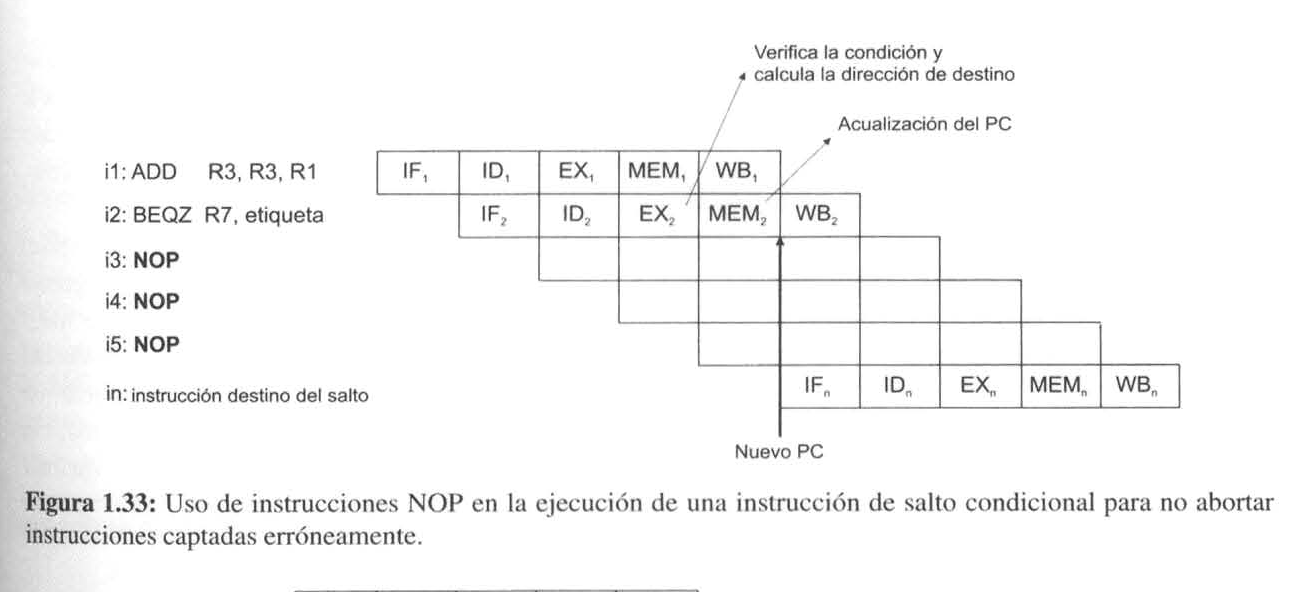 Verifica la condición y
calcula la dirección de destino
Acualización del PC
i1: ADD R3, R3, R1 IF₁ ID₁ EX₁ MEM₁ WB₁
i2: BEQZ R7, etiqueta IF₂ ID₂ EX₂ MEM₂ WB₂
i3: NOP
i4: NOP
i5: NOP
in: instrucción destino del salto IFₙ IDₙ EXₙ MEMₙ WBₙ
Nuevo PC
Figura 1.33: Uso de instrucciones NOP en la ejecución de una instrucción de salto condicional para no abortar
instrucciones captadas erróneamente.